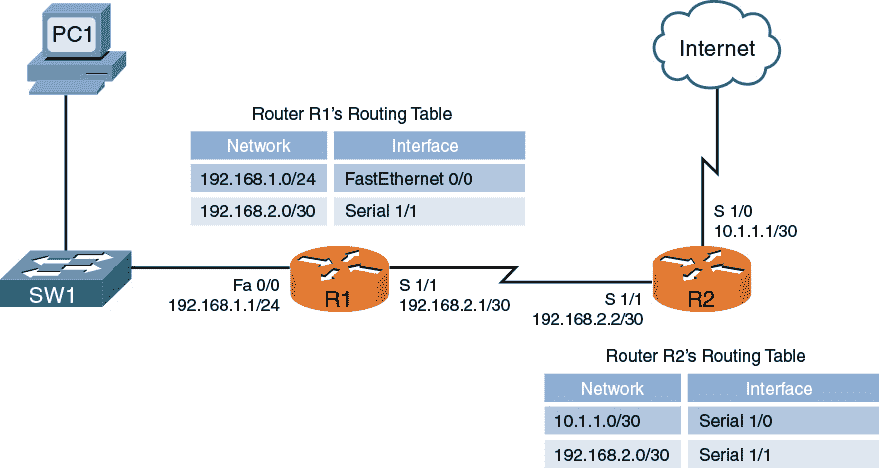 PC1
Internet
Router R1's Routing Table
Network Interface
192.168.1.0/24 FastEthernet 0/0
192.168.2.0/30 Serial 1/1
S 1/0
10.1.1.1/30
SW1
Fa 0/0
192.168.1.1/24
R1
S 1/1
192.168.2.1/30
S 1/1
192.168.2.2/30
R2
Router R2's Routing Table
Network Interface
10.1.1.0/30 Serial 1/0
192.168.2.0/30 Serial 1/1